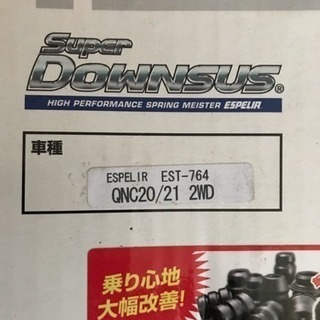 Super
DOWNSUS®
HIGH PERFORMANCE SPRING MEISTER ESPELIR
車種
ESPELIR EST-764
QNC20/21 2WD
乗り心地
大幅改善!